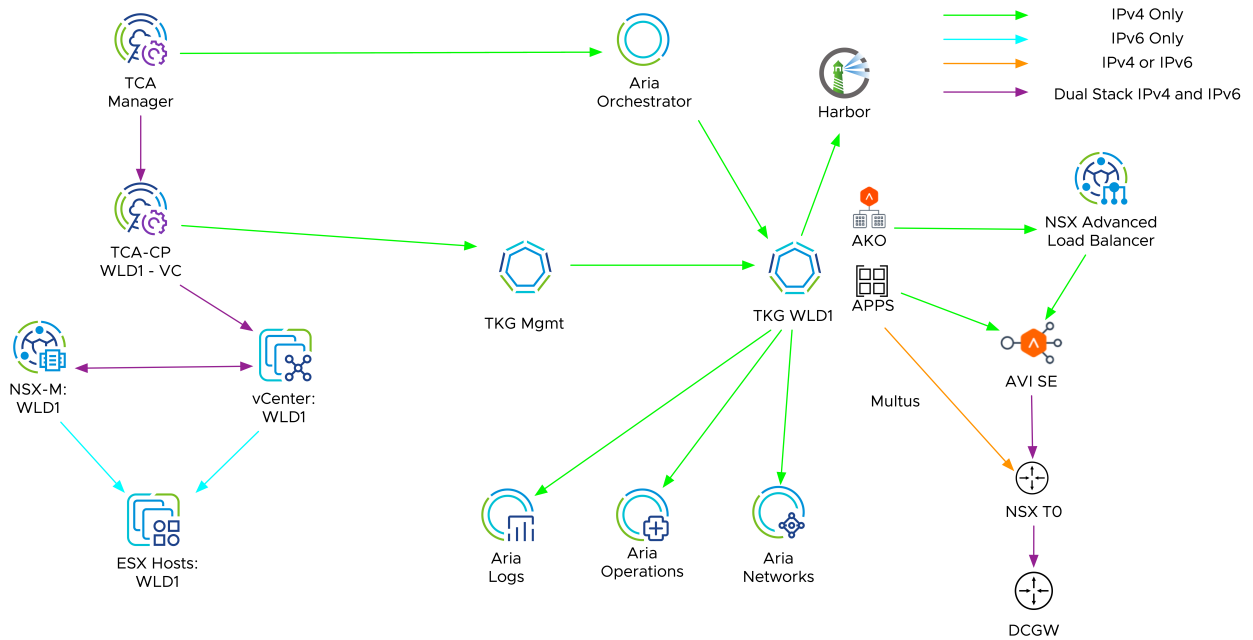 TCA
Manager
Aria
Orchestrator
Harbor
IPv4 Only
IPv6 Only
IPv4 or IPv6
Dual Stack IPv4 and IPv6
TCA-CP
WLD1 - VC
TKG Mgmt
TKG WLD1
AKO
APPS
NSX Advanced
Load Balancer
NSX-M:
WLD1
vCenter:
WLD1
AVI SE
Multus
ESX Hosts:
WLD1
Aria
Logs
Aria
Operations
Aria
Networks
NSX T0
DCGW